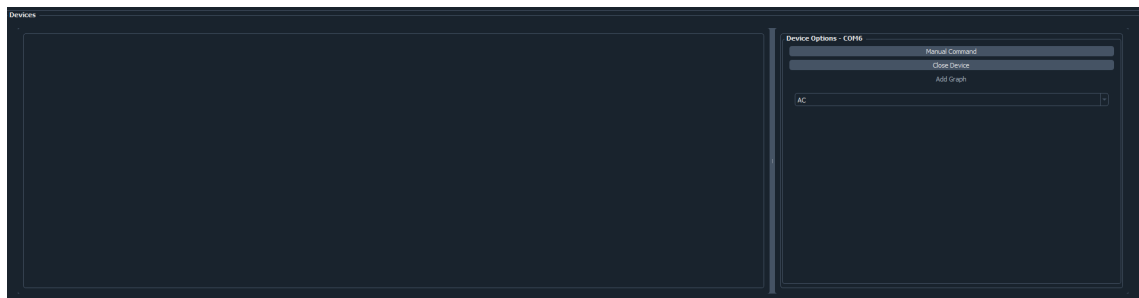 Devices
Device Options - COM6
Manual Command
Close Device
Add Graph
AC